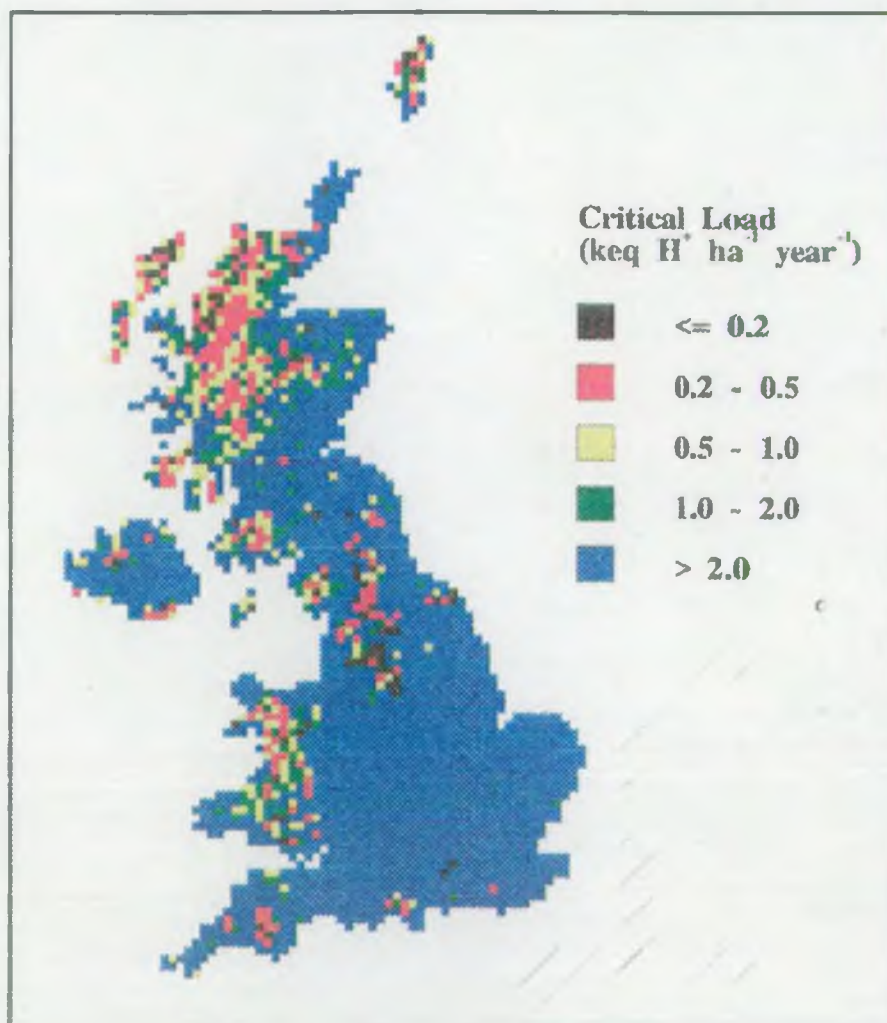 Critical Load
(keq H⁺ ha⁻¹ year⁻¹)
<= 0.2
0.2 - 0.5
0.5 - 1.0
1.0 - 2.0
> 2.0